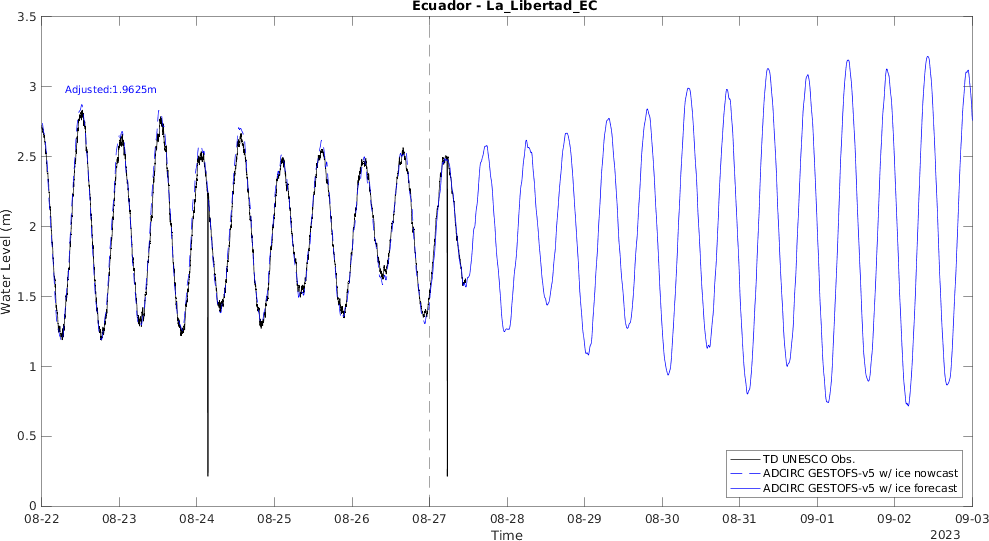 Ecuador - La_Libertad_EC
3.5
3
2.5
2
1.5
1
0.5
0
Water Level (m)
Adjusted:1.9625m
TD UNESCO Obs.
ADCIRC GESTOFS-v5 w/ ice nowcast
ADCIRC GESTOFS-v5 w/ ice forecast
08-22 08-23 08-24 08-25 08-26 08-27 08-28 08-29 08-30 08-31 09-01 09-02 09-03
Time
2023